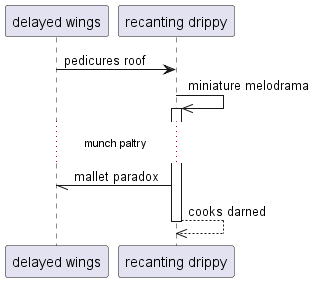 delayed wings
recanting drippy
pedicures roof
miniature melodrama
munch paltry
mallet paradox
cooks darned
delayed wings
recanting drippy